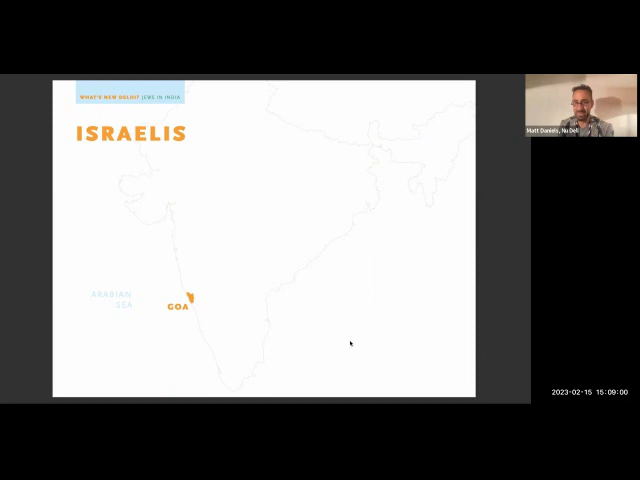 WHAT'S NEW DELHI? JEWS IN INDIA
ISRAELIS
ARABIAN
SEA
GOA
Matt Daniels, Nu Deli
2023-02-15 15:09:00